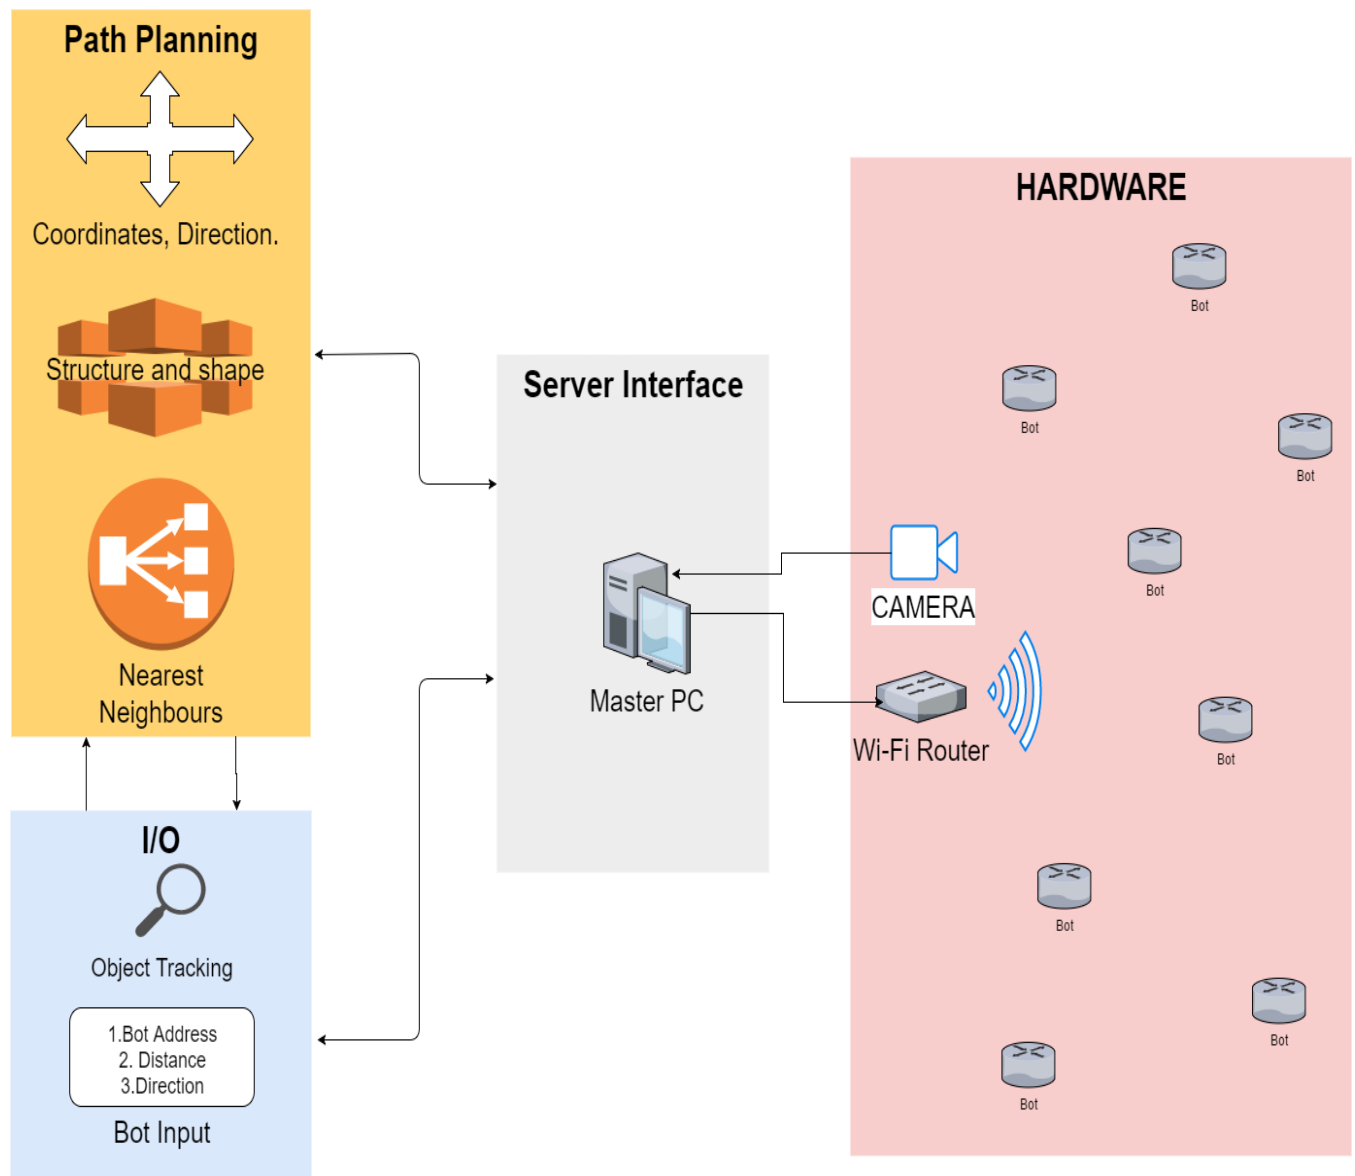 Path Planning
Coordinates, Direction.
Structure and shape
Nearest
Neighbours
I/O
Object Tracking
1.Bot Address
2. Distance
3.Direction
Bot Input
Server Interface
Master PC
HARDWARE
Bot
Bot
Bot
Bot
CAMERA
Wi-Fi Router
Bot
Bot
Bot
Bot